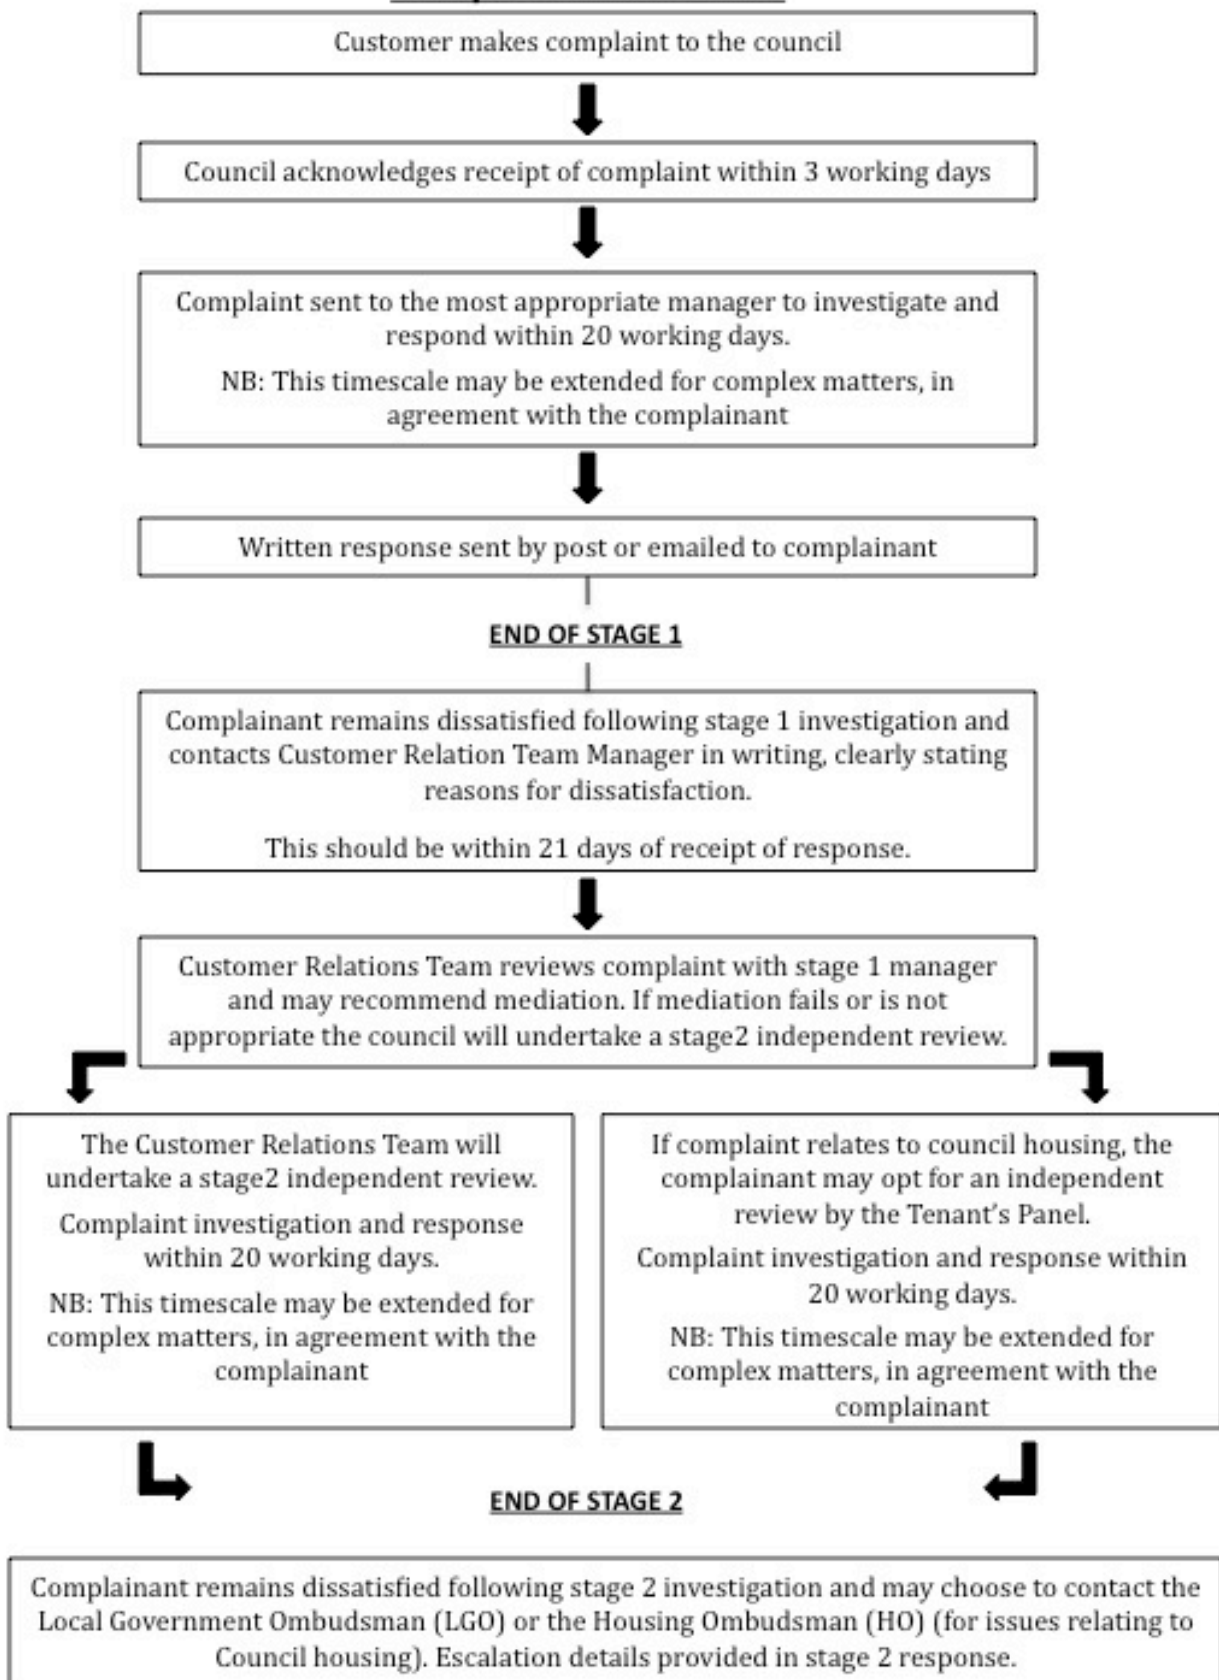 Customer makes complaint to the council
Council acknowledges receipt of complaint within 3 working days
Complaint sent to the most appropriate manager to investigate and
respond within 20 working days.
NB: This timescale may be extended for complex matters, in
agreement with the complainant
Written response sent by post or emailed to complainant
END OF STAGE 1
Complainant remains dissatisfied following stage 1 investigation and
contacts Customer Relation Team Manager in writing, clearly stating
reasons for dissatisfaction.
This should be within 21 days of receipt of response.
Customer Relations Team reviews complaint with stage 1 manager
and may recommend mediation. If mediation fails or is not
appropriate the council will undertake a stage2 independent review.
The Customer Relations Team will
undertake a stage2 independent review.
Complaint investigation and response
within 20 working days.
NB: This timescale may be extended for
complex matters, in agreement with the
complainant
If complaint relates to council housing, the
complainant may opt for an independent
review by the Tenant's Panel.
Complaint investigation and response within
20 working days.
NB: This timescale may be extended for
complex matters, in agreement with the
complainant
END OF STAGE 2
Complainant remains dissatisfied following stage 2 investigation and may choose to contact the
Local Government Ombudsman (LGO) or the Housing Ombudsman (HO) (for issues relating to
Council housing). Escalation details provided in stage 2 response.